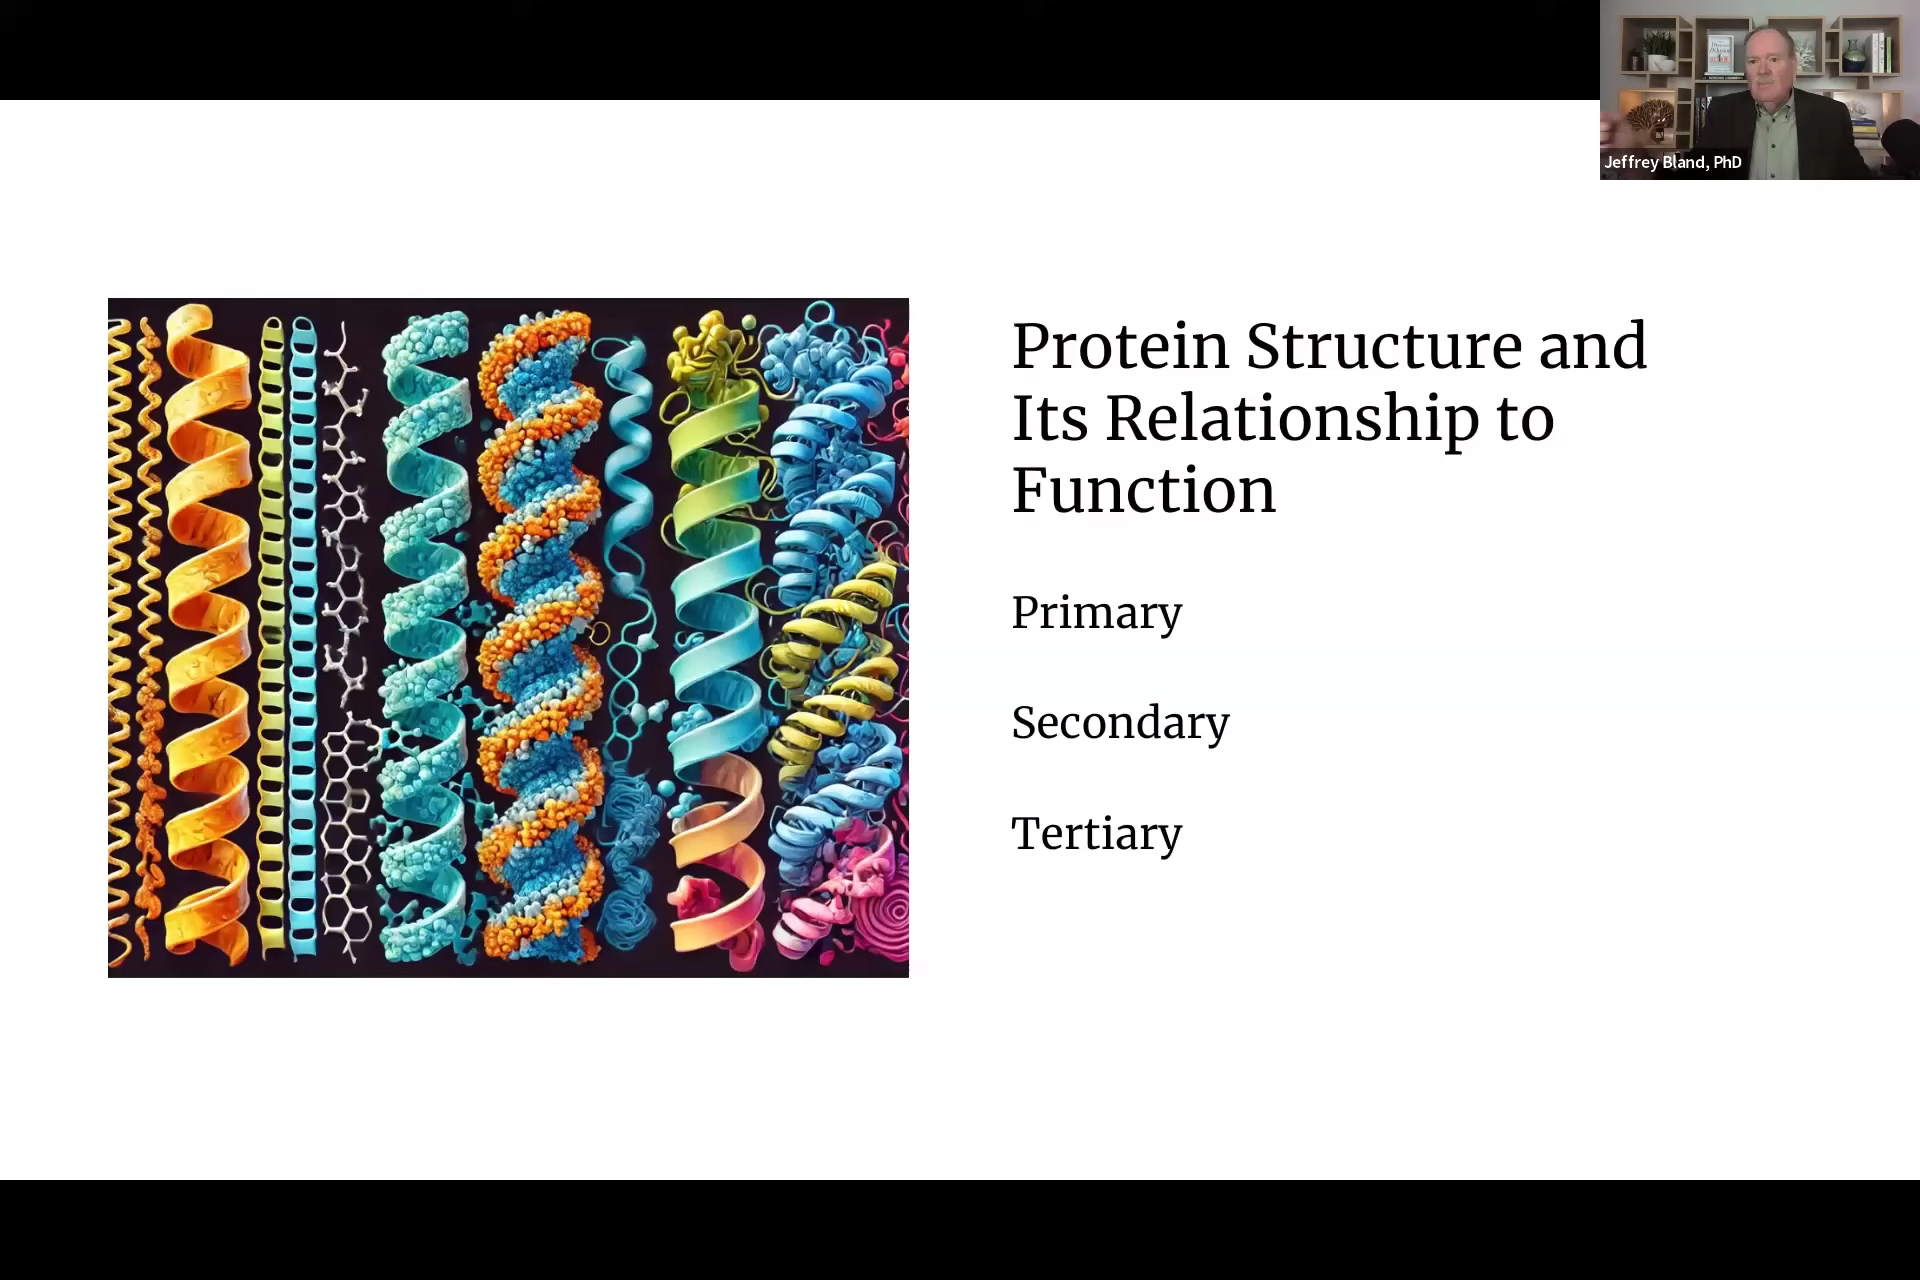 Jeffrey Bland, PhD
Protein Structure and
Its Relationship to
Function
Primary
Secondary
Tertiary